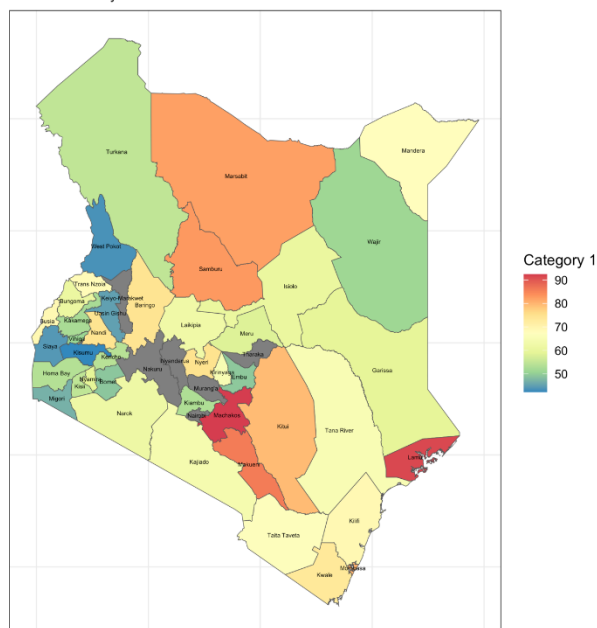 Turkana
Marsabit
Mandera
Wajir
West Pokot
Samburu
Isiolo
Trans Nzoia
Bungoma
Keiyo-Marakwet
Baringo
Kakamega
Uasin Gishu
Busia
Nandi
Laikipia
Meru
Vihiga
Siaya
Kisumu
Kericho
Nyandarua
Nyeri
Tharaka
Garissa
Homa Bay
Nyamira
Kisii
Bomet
Nakuru
Kirinyaga
Embu
Murang'a
Migori
Kiambu
Nairobi
Machakos
Narok
Kitui
Tana River
Kajiado
Makueni
Lamu
Taita Taveta
Kilifi
Kwale
Mombasa
Category 1
90
80
70
60
50